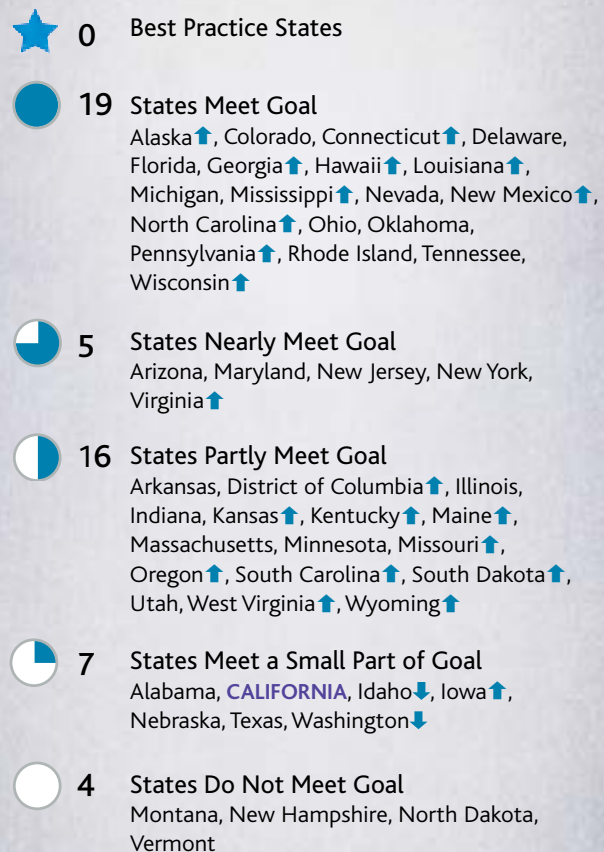 0 Best Practice States
19 States Meet Goal
Alaska⬆, Colorado, Connecticut⬆, Delaware,
Florida, Georgia⬆, Hawaii⬆, Louisiana⬆,
Michigan, Mississippi⬆, Nevada, New Mexico⬆,
North Carolina⬆, Ohio, Oklahoma,
Pennsylvania⬆, Rhode Island, Tennessee,
Wisconsin⬆
5 States Nearly Meet Goal
Arizona, Maryland, New Jersey, New York,
Virginia⬆
16 States Partly Meet Goal
Arkansas, District of Columbia⬆, Illinois,
Indiana, Kansas⬆, Kentucky⬆, Maine⬆,
Massachusetts, Minnesota, Missouri⬆,
Oregon⬆, South Carolina⬆, South Dakota⬆,
Utah, West Virginia⬆, Wyoming⬆
7 States Meet a Small Part of Goal
Alabama, CALIFORNIA, Idaho⬇, Iowa⬆,
Nebraska, Texas, Washington⬇
4 States Do Not Meet Goal
Montana, New Hampshire, North Dakota,
Vermont